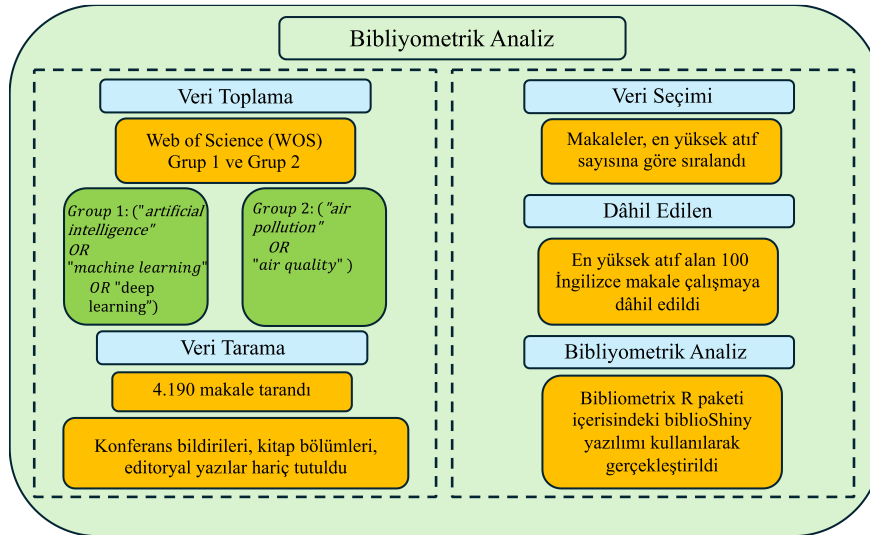 Bibliyometrik Analiz
Veri Toplama
Web of Science (WOS)
Grup 1 ve Grup 2
Group 1: ("artificial
intelligence"
OR
"machine learning"
OR "deep
learning")
Group 2: ("air
pollution"
OR
"air quality" )
Veri Tarama
4.190 makale tarandı
Konferans bildirileri, kitap bölümleri,
editoryal yazılar hariç tutuldu
Veri Seçimi
Makaleler, en yüksek atıf
sayısına göre sıralandı
Dâhil Edilen
En yüksek atıf alan 100
İngilizce makale çalışmaya
dâhil edildi
Bibliyometrik Analiz
Bibliometrix R paketi
içerisindeki biblioShiny
yazılımı kullanılarak
gerçekleştirildi